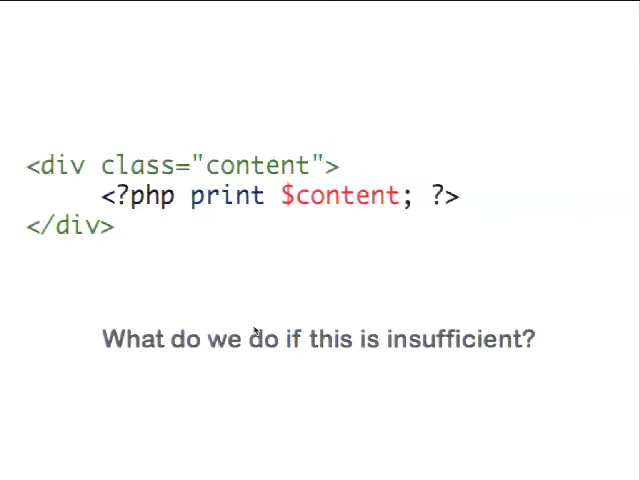 <div class="content">
<?php print $content; ?>
</div>
What do we do if this is insufficient?